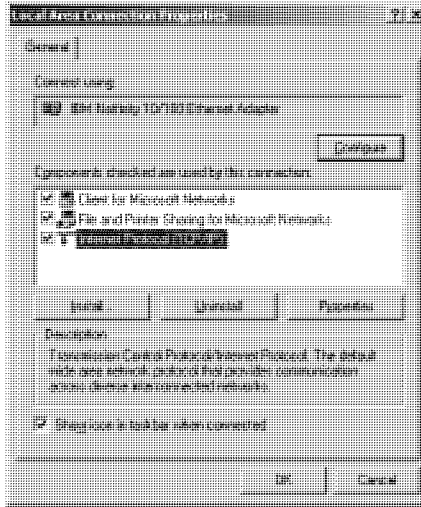 Local Area Connection Properties
General
Connect using:
IBM Netfinity 10/100 Ethernet Adapter
Configure
Components checked are used by this connection:
Client for Microsoft Networks
File and Printer Sharing for Microsoft Networks
Internet Protocol (TCP/IP)
Install...
Uninstall
Properties
Description
Transmission Control Protocol/Internet Protocol. The default
wide area network protocol that provides communication
across diverse interconnected networks.
Show icon in taskbar when connected
OK
Cancel